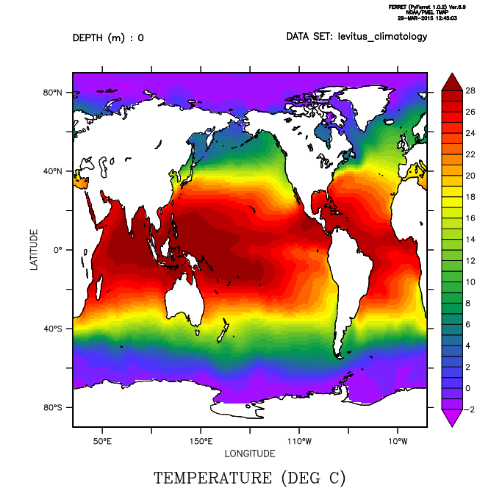 FERRET (PyFerret 1.0.2) Ver.6.9
NOAA/PMEL TMAP
29-MAR-2015 12:45:03
DEPTH (m) : 0
DATA SET: levitus_climatology
80°N
40°N
0°
40°S
80°S
LATITUDE
50°E
150°E
110°W
10°W
LONGITUDE
28
26
25
24
22
20
19
18
16
14
12
10
8
6
4
2
0
-2
TEMPERATURE (DEG C)